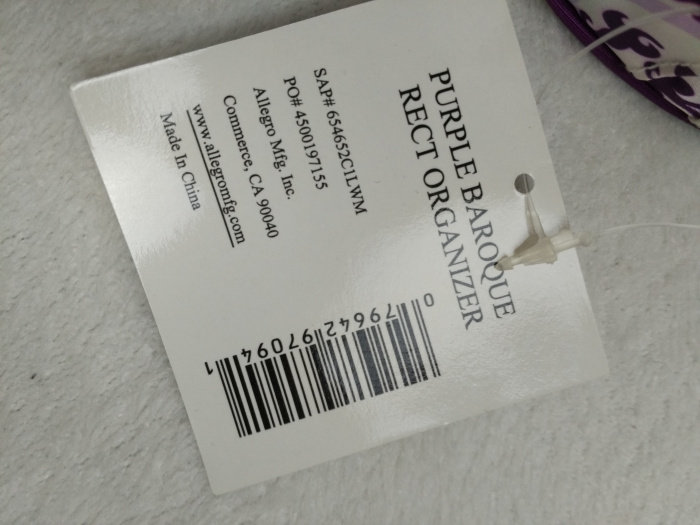 PURPLE BAROQUE
RECT ORGANIZER
SAP# 654652C1LWM
PO# 4500197155
Allegro Mfg. Inc.
Commerce, CA 90040
www.allegromfg.com
Made In China
0 79642 97094 1